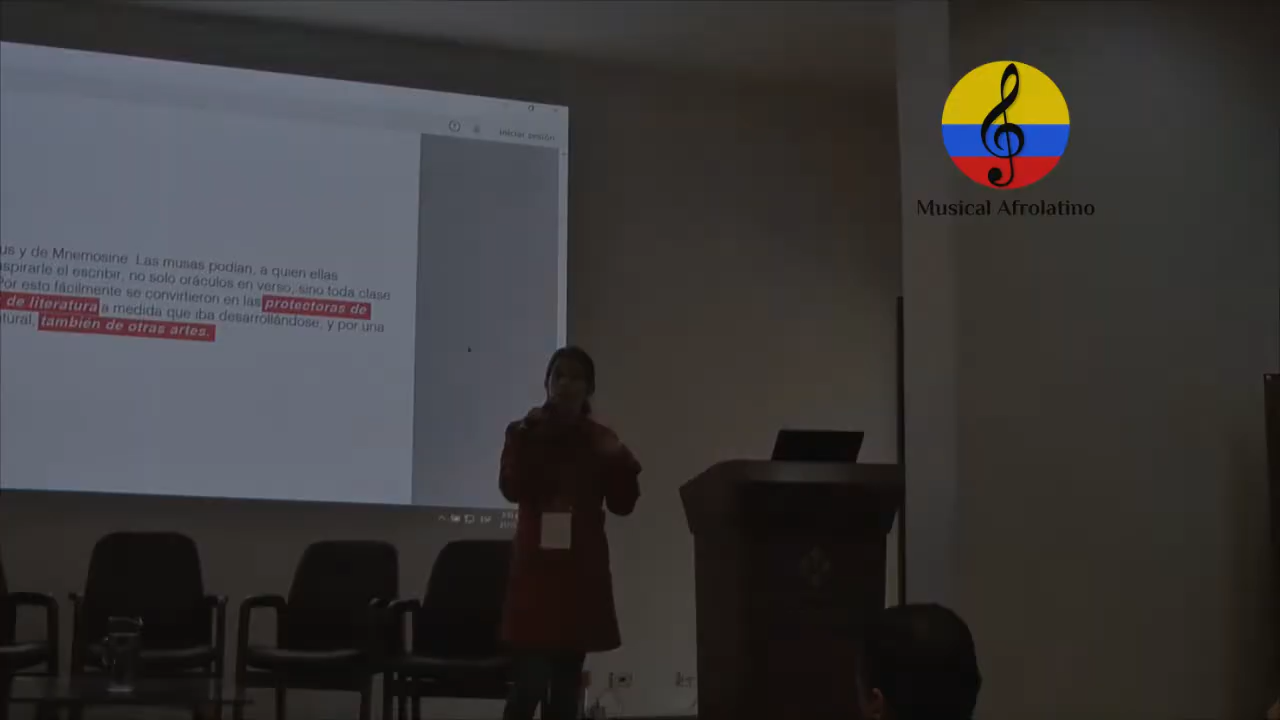 Iniciar sesión
us y de Mnemosine. Las musas podían, a quien ellas
spirarle el escribir, no solo oráculos en verso, sino toda clase
Por esto fácilmente se convirtieron en las protectoras de
de literatura a medida que iba desarrollándose, y por una
tural, también de otras artes.
Musical Afrolatino